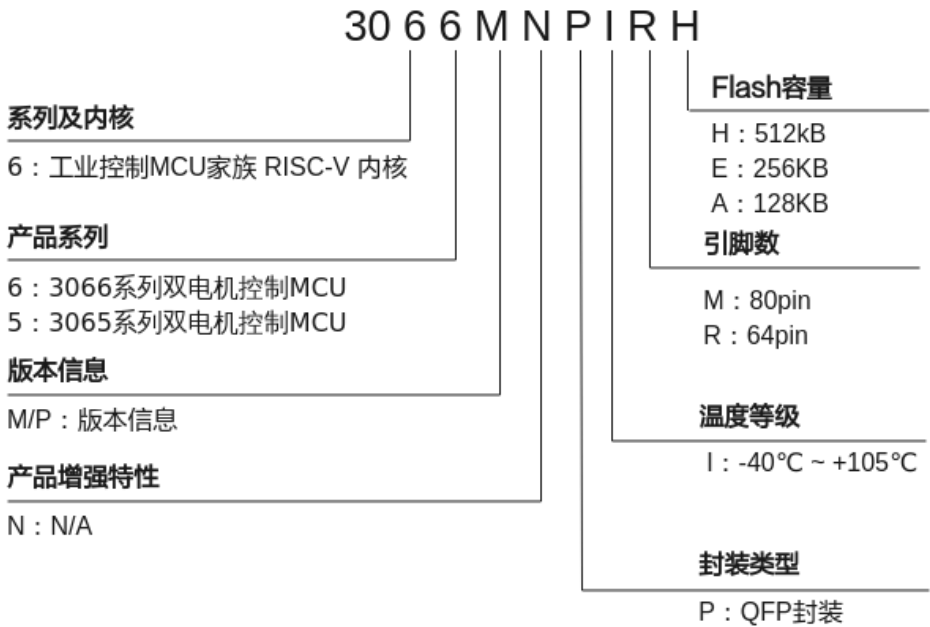 3066MNPIRH
系列及内核
6：工业控制MCU家族 RISC-V 内核
产品系列
6：3066系列双电机控制MCU
5：3065系列双电机控制MCU
版本信息
M/P：版本信息
产品增强特性
N：N/A
Flash容量
H：512kB
E：256KB
A：128KB
引脚数
M：80pin
R：64pin
温度等级
I：-40℃ ~ +105℃
封装类型
P：QFP封装